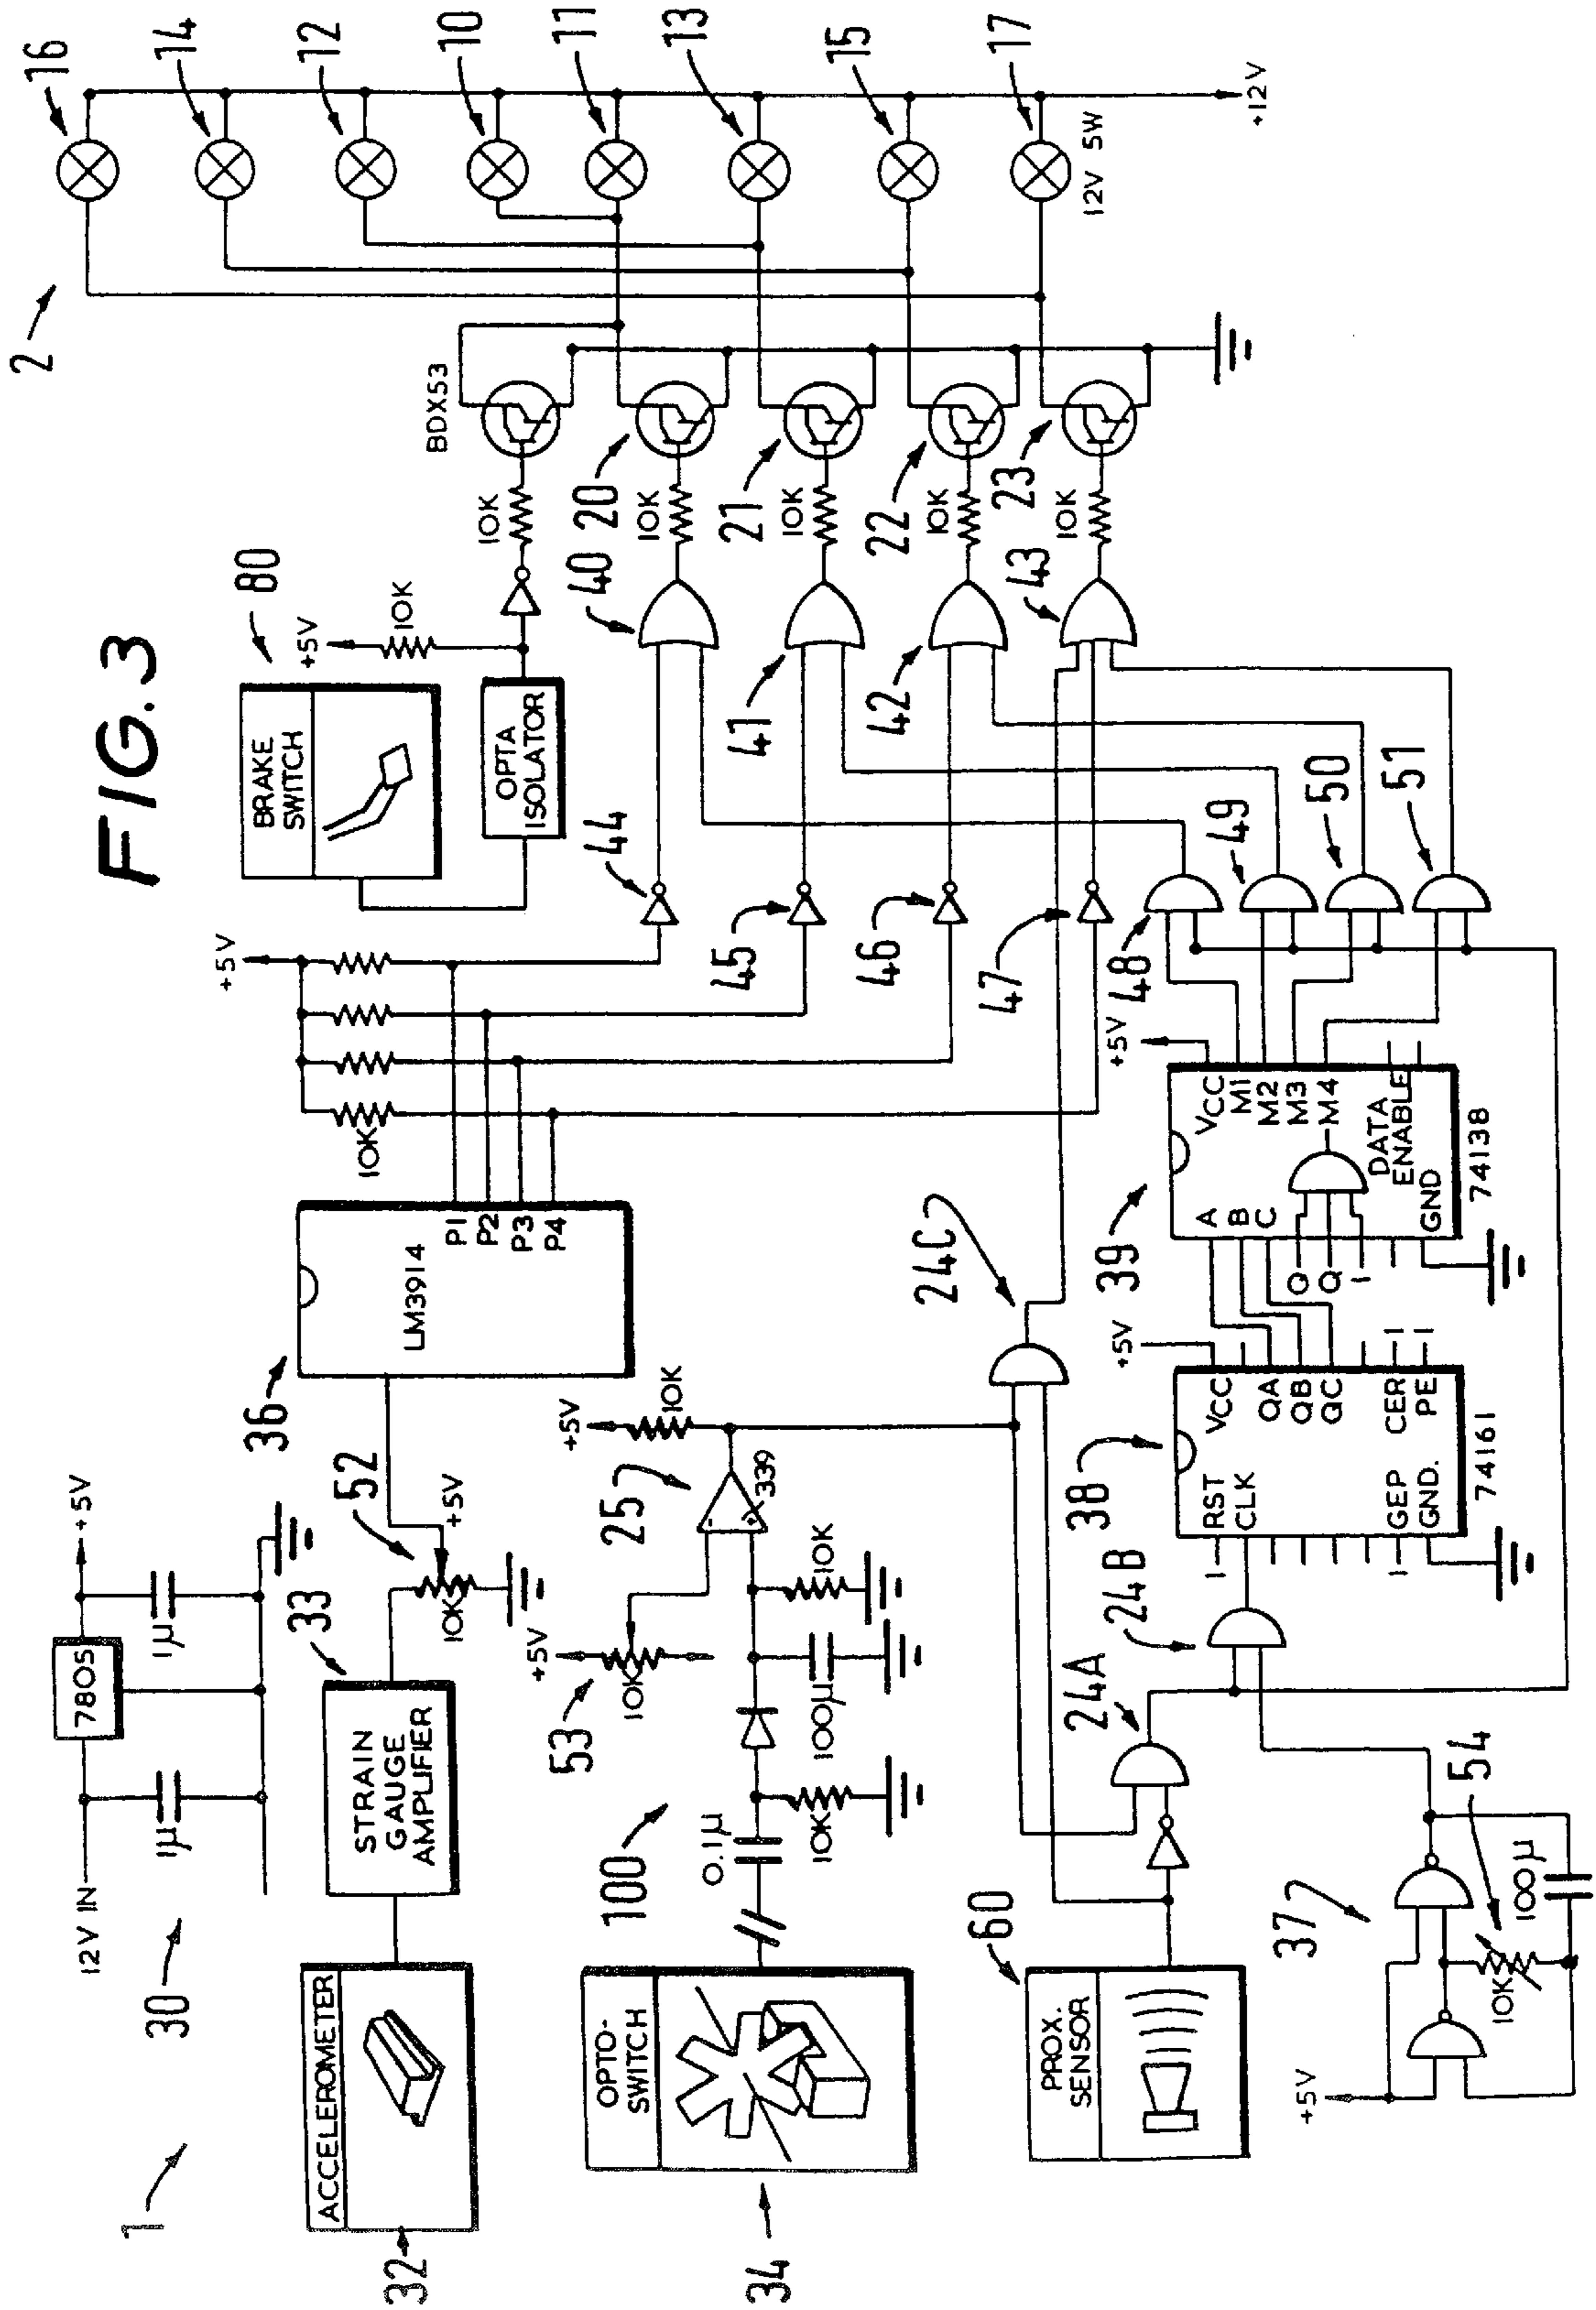 FIG. 3
1
30
12V IN
7805
+5V
1µ
1µ
32
ACCELEROMETER
33
STRAIN
GAUGE
AMPLIFIER
52
10K
+5V
36
LM3914
P1
P2
P3
P4
10K
+5V
80
BRAKE
SWITCH
OPTA
ISOLATOR
+5V
10K
10K
BDX53
2
16
14
12
10
11
13
15
17
12V 5W
+12V
44
45
46
47
40
41
42
43
10K
10K
10K
10K
20
21
22
23
34
OPTO-
SWITCH
100
0.1µ
10K
100µ
10K
53
+5V
10K
25
-
+
339
+5V
10K
60
PROX.
SENSOR
24A
24B
24C
37
+5V
10K
54
100µ
38
1
RST
CLK
1
GEP
GND.
VCC
QA
QB
QC
CER
1
PE
1
74161
+5V
39
A
B
C
Q
Q
1
GND
VCC
M1
M2
M3
M4
DATA
ENABLE
74138
+5V
48
49
50
51